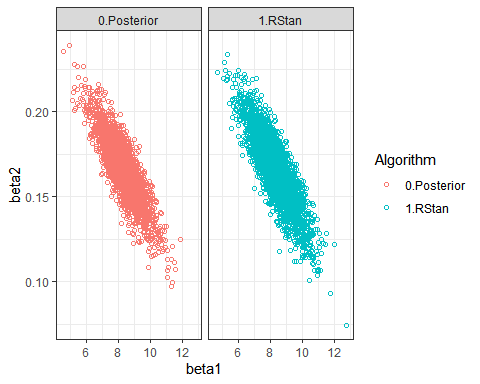 0.Posterior 1.RStan
0.20
0.15
0.10
beta2
6 8 10 12 6 8 10 12
beta1
Algorithm
0.Posterior
1.RStan